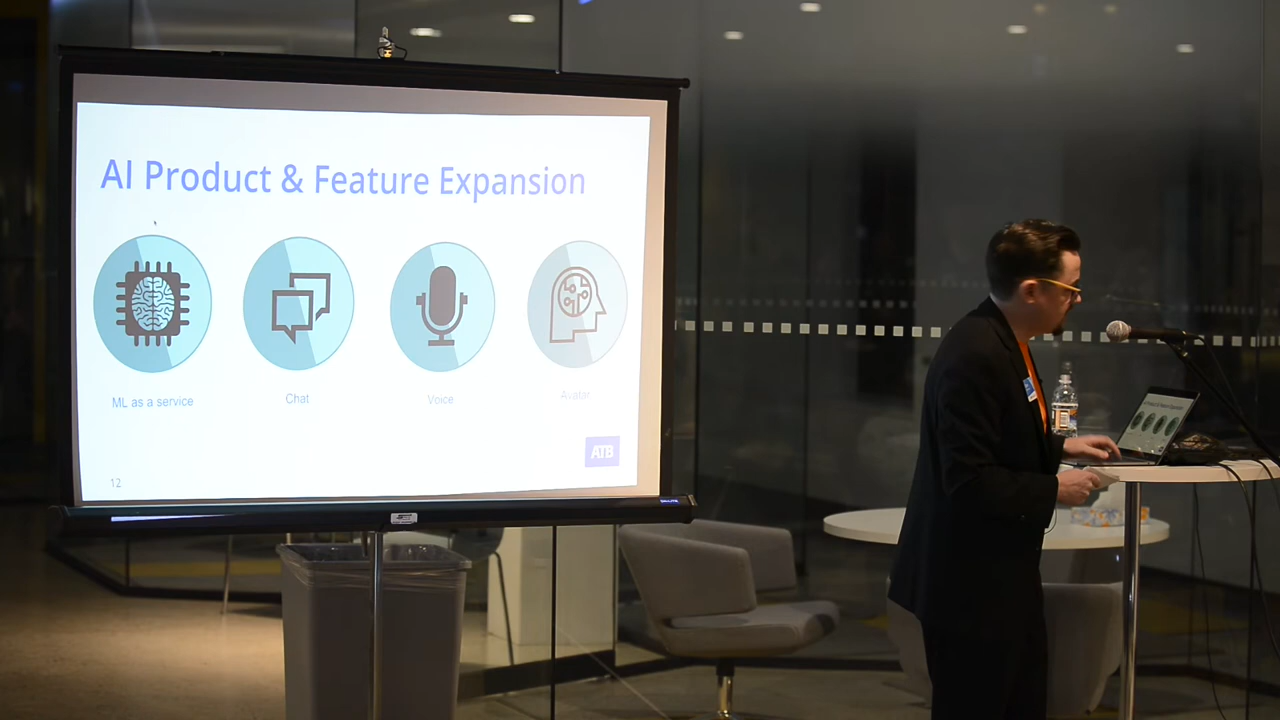 AI Product & Feature Expansion
ML as a service
Chat
Voice
Avatar
ATB
12